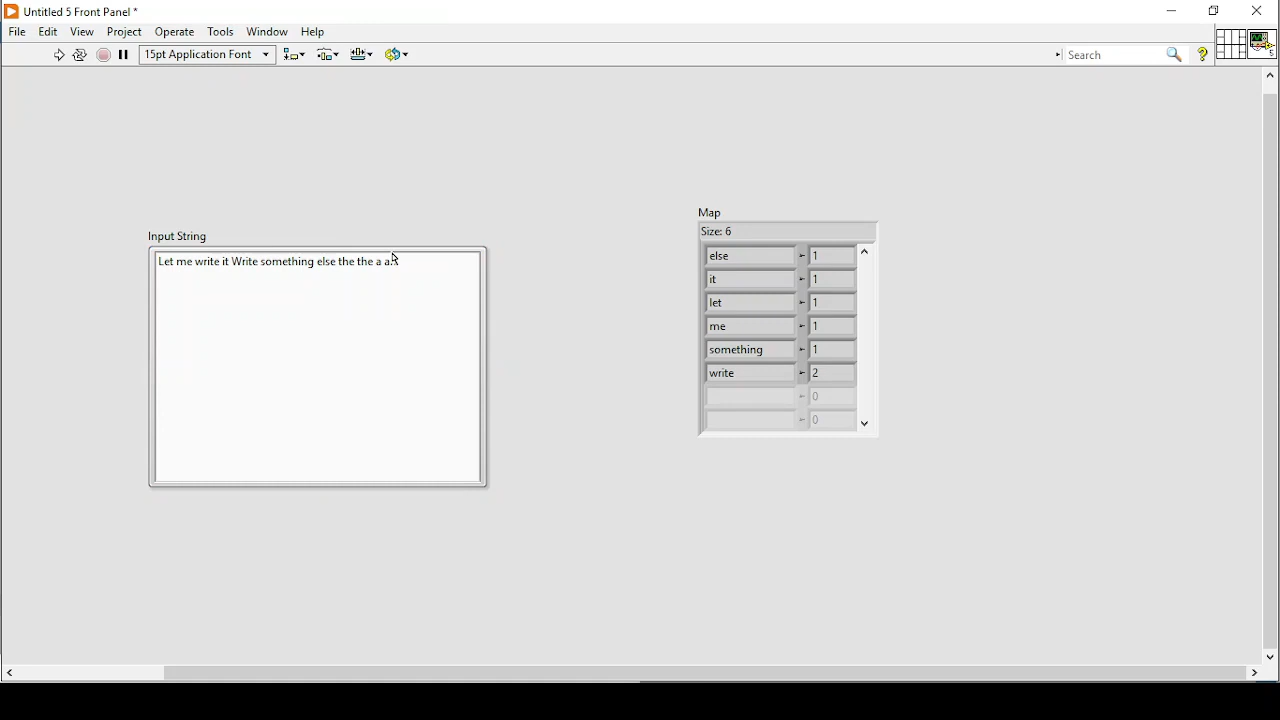 Untitled 5 Front Panel *
File Edit View Project Operate Tools Window Help
15pt Application Font
Search
?
5
Map
Size: 6
Input String
Let me write it Write something else the the a a
else 1
it 1
let 1
me 1
something 1
write 2
0
0